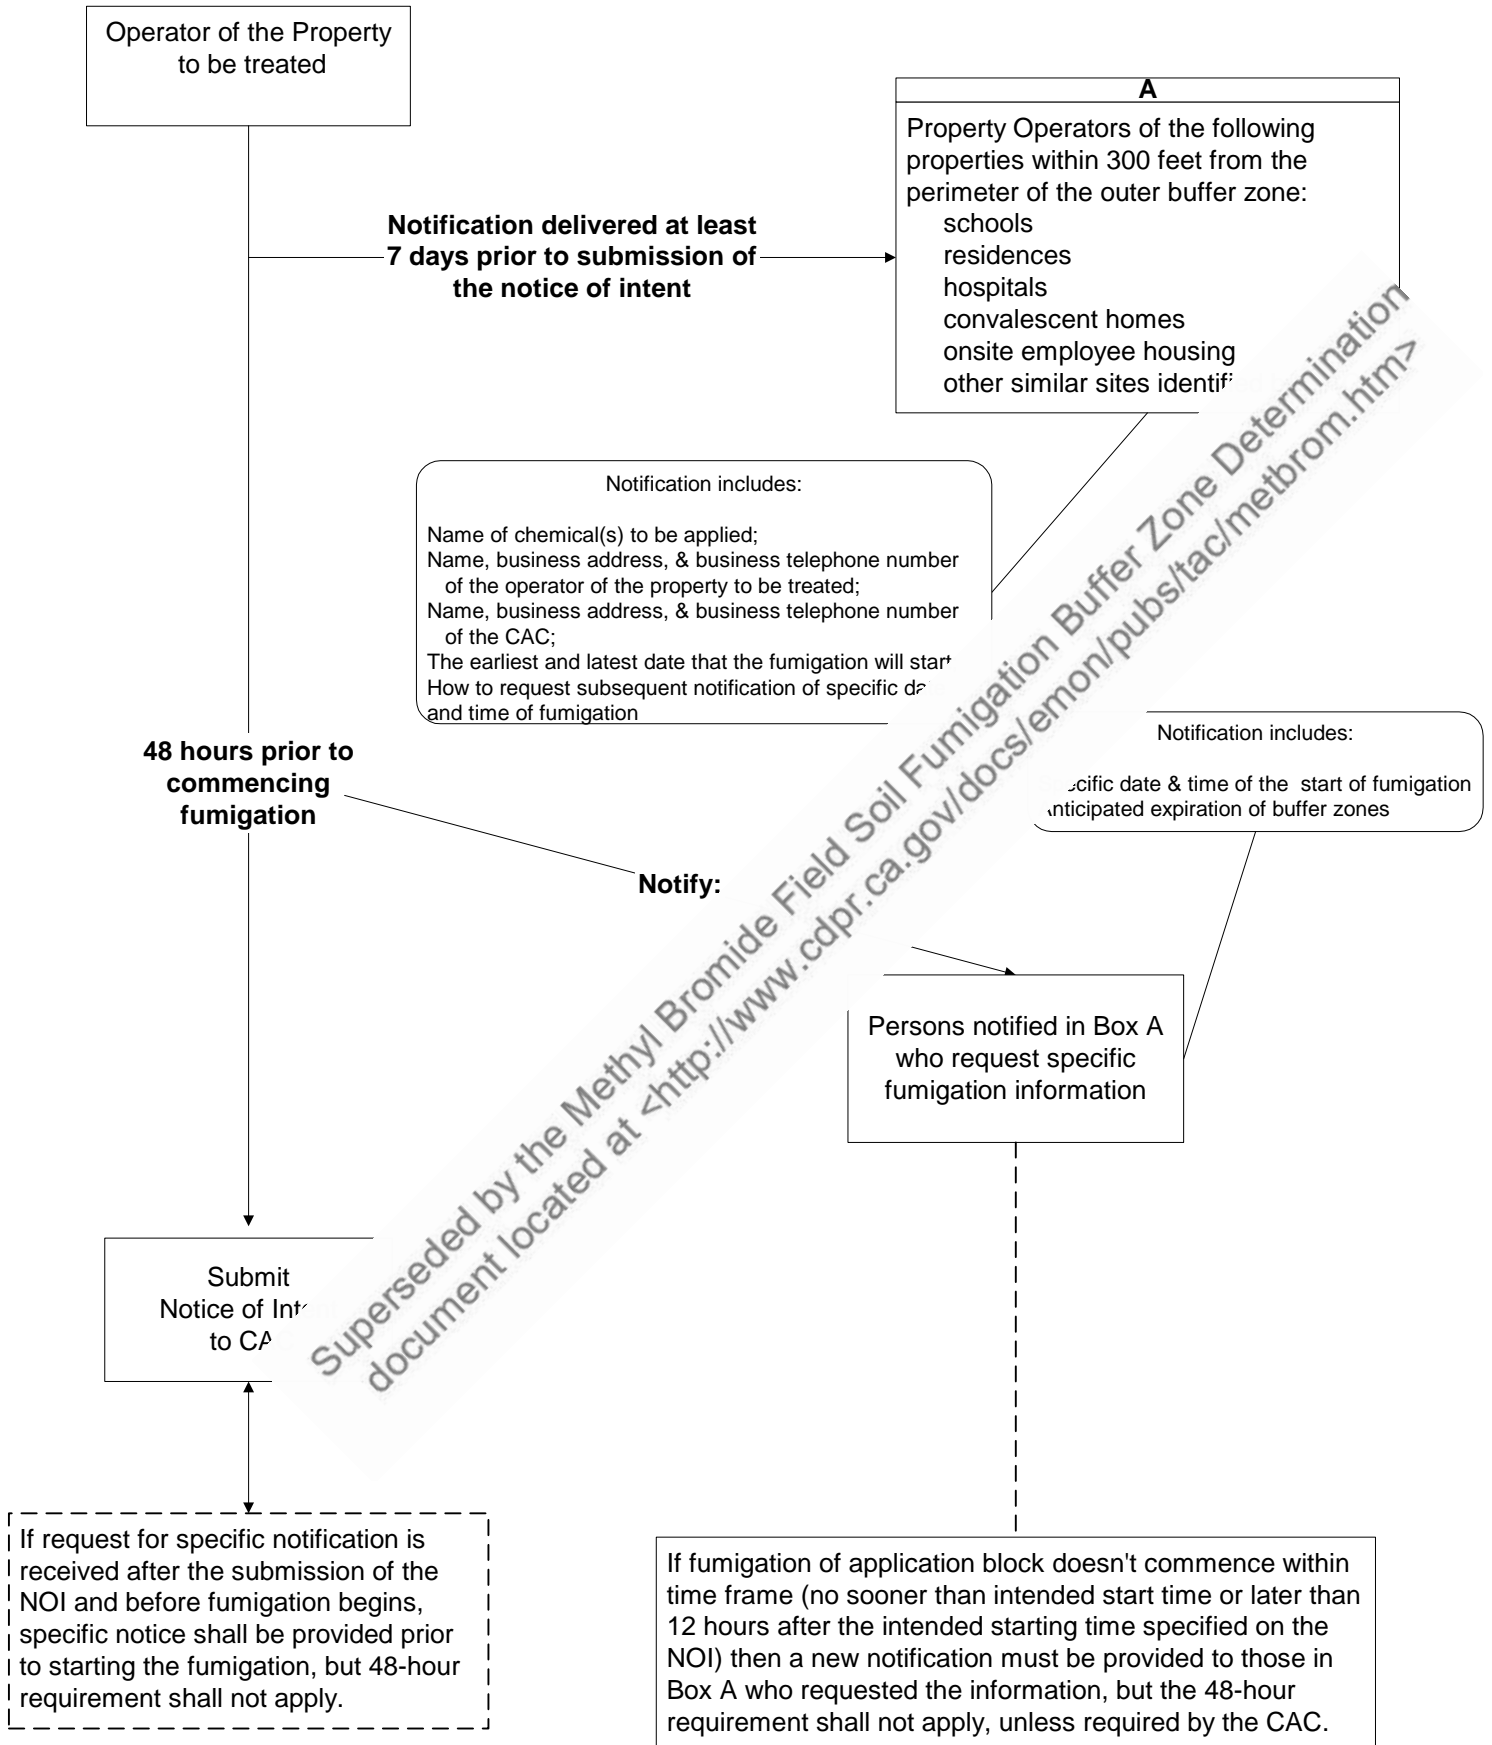 Operator of the Property
to be treated
A
Property Operators of the following
properties within 300 feet from the
perimeter of the outer buffer zone:
schools
residences
hospitals
convalescent homes
onsite employee housing
other similar sites
Notification delivered at least
7 days prior to submission of
the notice of intent
Notification includes:
Name of chemical(s) to be applied;
Name, business address, & business telephone number
of the operator of the property to be treated;
Name, business address, & business telephone number
of the CAC;
The earliest and latest date that the fumigation will start
How to request subsequent notification of specific
and time of fumigation
48 hours prior to
commencing
fumigation
Notify:
Notification includes:
date & time of the start of fumigation
Anticipated expiration of buffer zones
Persons notified in Box A
who request specific
fumigation information
Submit
Notice of
to
If request for specific notification is
received after the submission of the
NOI and before fumigation begins,
specific notice shall be provided prior
to starting the fumigation, but 48-hour
requirement shall not apply.
If fumigation of application block doesn't commence within
time frame (no sooner than intended start time or later than
12 hours after the intended starting time specified on the
NOI) then a new notification must be provided to those in
Box A who requested the information, but the 48-hour
requirement shall not apply, unless required by the CAC.
Superseded by the Methyl Bromide Field Soil Fumigation Buffer Zone Determination
document located at <http://www.cdpr.ca.gov/docs/emon/pubs/tac/metbrom.htm>